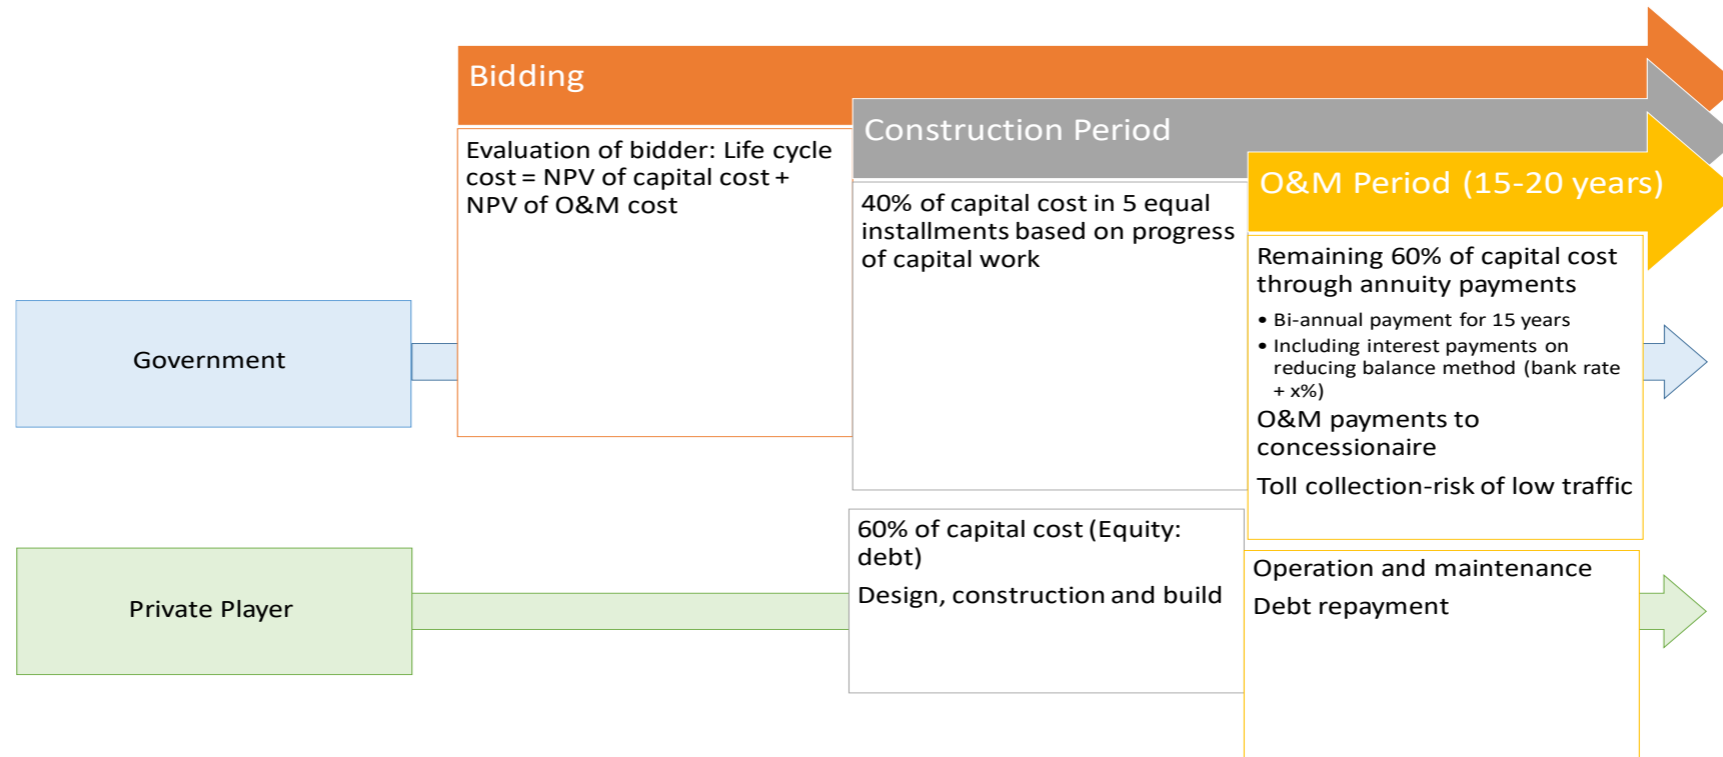 Bidding
Evaluation of bidder: Life cycle
cost = NPV of capital cost +
NPV of O&M cost
Construction Period
40% of capital cost in 5 equal
installments based on progress
of capital work
O&M Period (15-20 years)
Remaining 60% of capital cost
through annuity payments
• Bi-annual payment for 15 years
• Including interest payments on
reducing balance method (bank rate
+ x%)
O&M payments to
concessionaire
Toll collection-risk of low traffic
Government
60% of capital cost (Equity:
debt)
Design, construction and build
Operation and maintenance
Debt repayment
Private Player